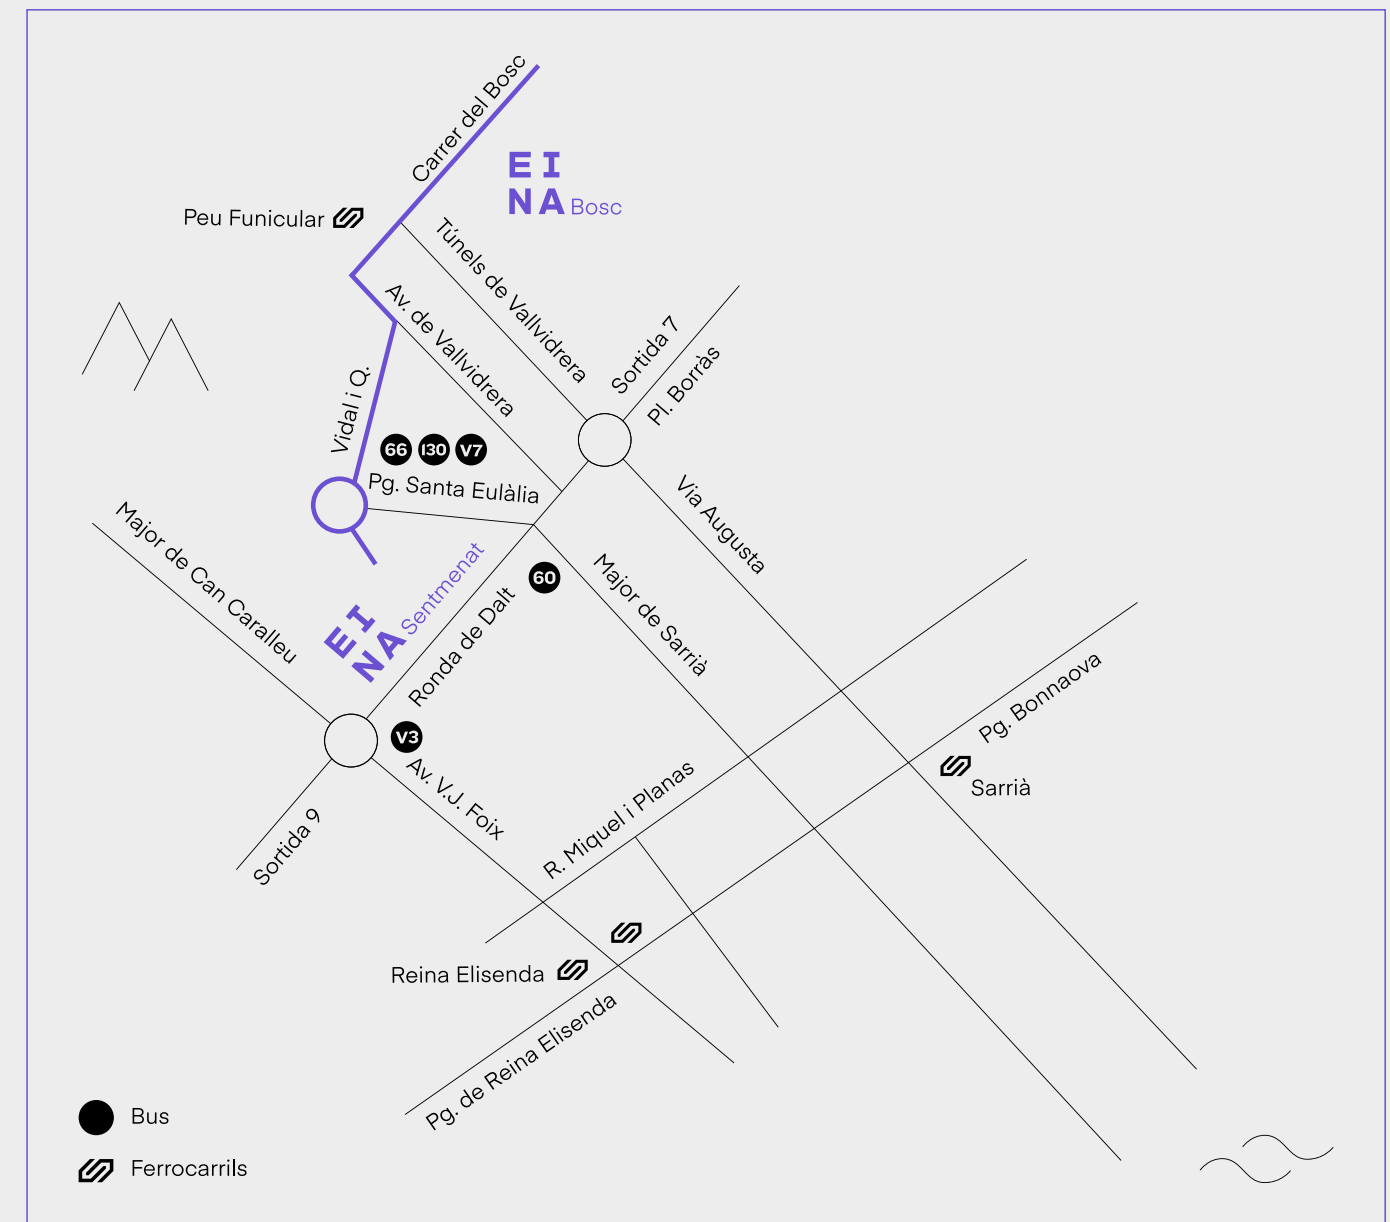 Carrer del Bosc
E I
N A Bosc
Peu Funicular
Túnels de Vallvidrera
Av. de Vallvidrera
Sortida 7
Pl. Borràs
Vidal i Q.
66 130 V7
Pg. Santa Eulàlia
Via Augusta
Major de Can Caralleu
E I
N A Sentmenat
60
Ronda de Dalt
Major de Sarrià
Pg. Bonnaova
V3
Av. V.J. Foix
Sarrià
R. Miquel i Planas
Sortida 9
Reina Elisenda
Pg. de Reina Elisenda
Bus
Ferrocarrils